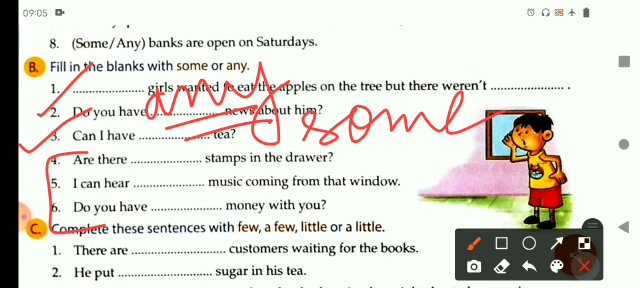 09:05
8. (Some/Any) banks are open on Saturdays.
B. Fill in the blanks with some or any.
1. .......................... girls wanted to eat the apples on the tree but there weren't .......................... .
2. Do you have .......................... news about him?
any
some
3. Can I have .......................... tea?
4. Are there .......................... stamps in the drawer?
5. I can hear .......................... music coming from that window.
6. Do you have .......................... money with you?
C. Complete these sentences with few, a few, little or a little.
1. There are .......................... customers waiting for the books.
2. He put .......................... sugar in his tea.